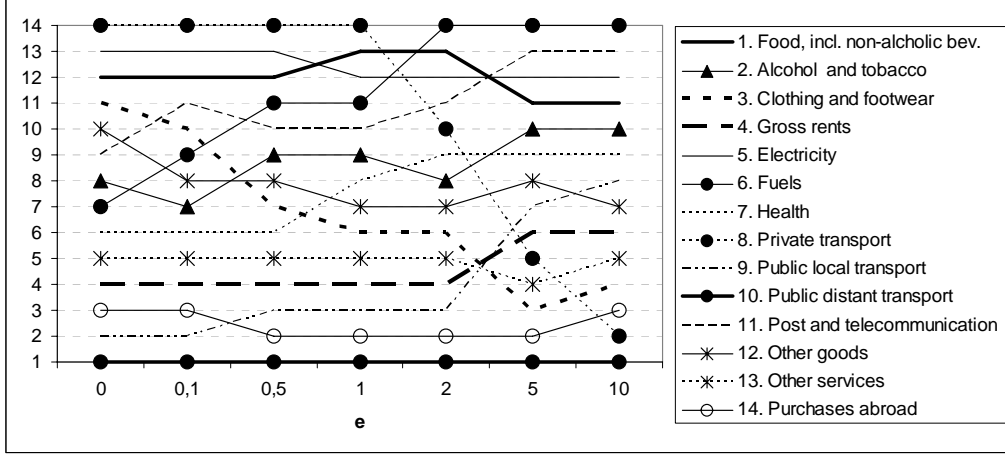 14
13
12
11
10
9
8
7
6
5
4
3
2
1
0 0,1 0,5 1 2 5 10
e
1. Food, incl. non-alcholic bev.
2. Alcohol and tobacco
3. Clothing and footwear
4. Gross rents
5. Electricity
6. Fuels
7. Health
8. Private transport
9. Public local transport
10. Public distant transport
11. Post and telecommunication
12. Other goods
13. Other services
14. Purchases abroad